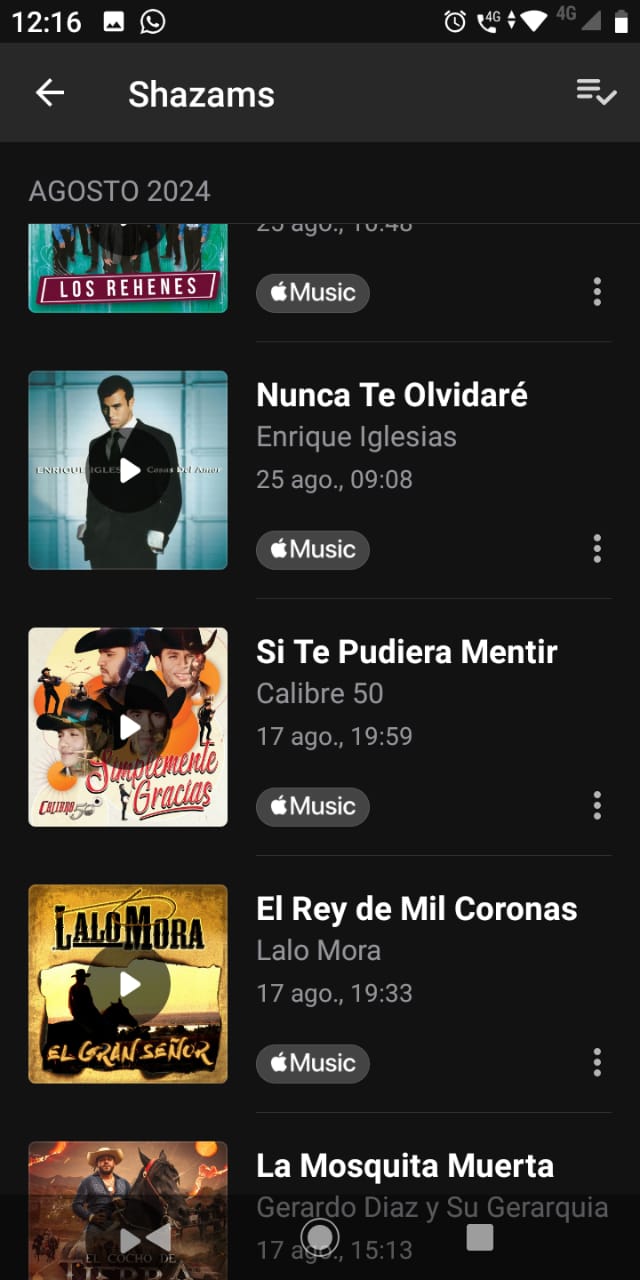 12:16
4G
4G
Shazams
AGOSTO 2024
LOS REHENES
25 ago., 10:48
Music
ENRIQUE IGLESIAS Cosas Del Amor
Nunca Te Olvidaré
Enrique Iglesias
25 ago., 09:08
Music
Simplemente
Gracias
CALIBRE 50
Si Te Pudiera Mentir
Calibre 50
17 ago., 19:59
Music
LALO MORA
EL GRAN SEÑOR
El Rey de Mil Coronas
Lalo Mora
17 ago., 19:33
Music
EL COCHO DE
TIERRA
La Mosquita Muerta
Gerardo Diaz y Su Gerarquia
17 ago., 15:13